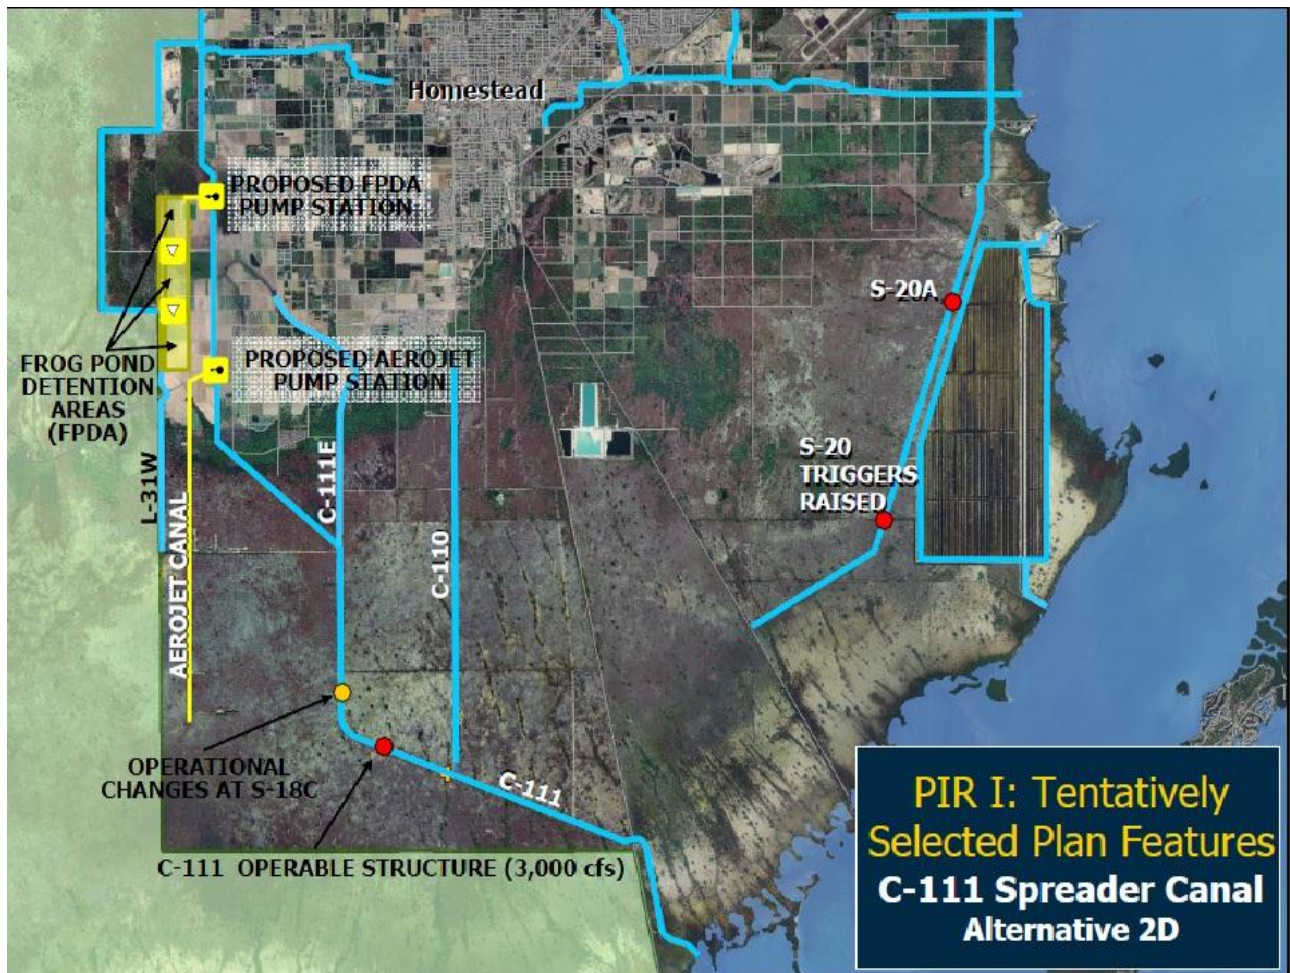 Homestead
PROPOSED FPDA
PUMP STATION
S-20A
FROG POND
DETENTION
AREAS
(FPDA)
PROPOSED AEROJET
PUMP STATION
S-20
TRIGGERS
RAISED
L-31W
AEROJET CANAL
C-111E
C-110
OPERATIONAL
CHANGES AT S-18C
C-111
C-111 OPERABLE STRUCTURE (3,000 cfs)
PIR I: Tentatively
Selected Plan Features
C-111 Spreader Canal
Alternative 2D